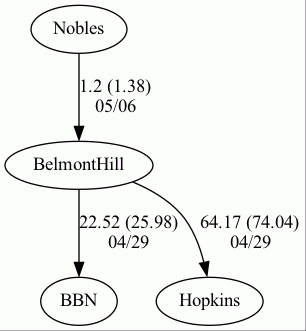 Nobles
1.2 (1.38)
05/06
BelmontHill
22.52 (25.98)
04/29
64.17 (74.04)
04/29
BBN
Hopkins